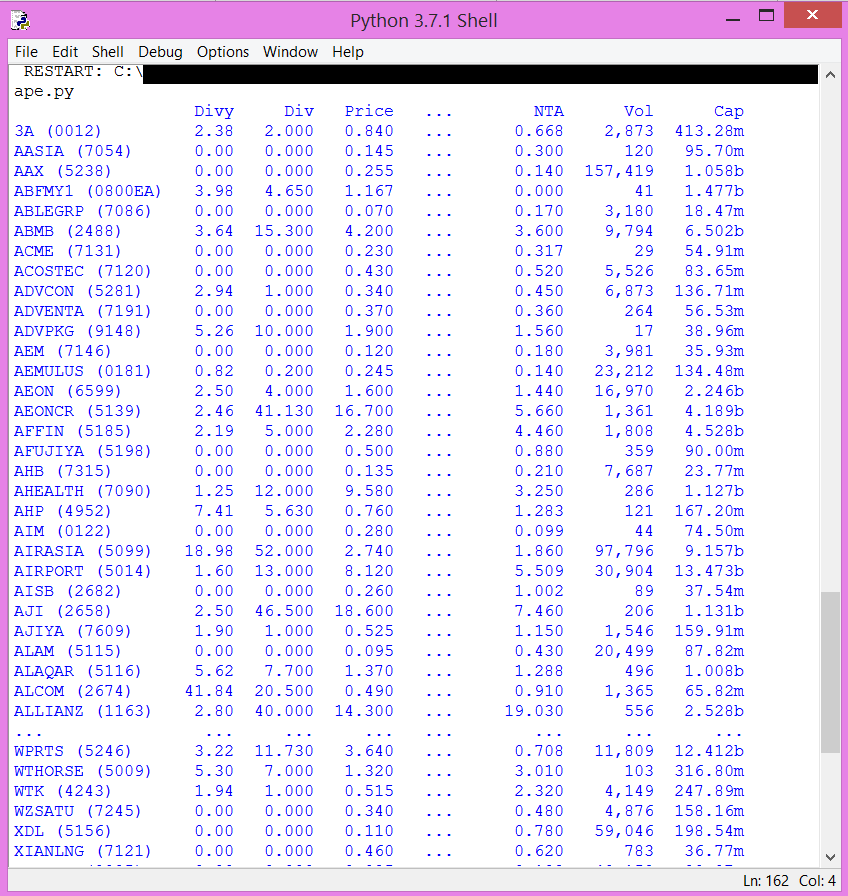 Python 3.7.1 Shell
File Edit Shell Debug Options Window Help
RESTART: C:\
ape.py
Divy Div Price ... NTA Vol Cap
3A (0012) 2.38 2.000 0.840 ... 0.668 2,873 413.28m
AASIA (7054) 0.00 0.000 0.145 ... 0.300 120 95.70m
AAX (5238) 0.00 0.000 0.255 ... 0.140 157,419 1.058b
ABFMY1 (0800EA) 3.98 4.650 1.167 ... 0.000 41 1.477b
ABLEGRP (7086) 0.00 0.000 0.070 ... 0.170 3,180 18.47m
ABMB (2488) 3.64 15.300 4.200 ... 3.600 9,794 6.502b
ACME (7131) 0.00 0.000 0.230 ... 0.317 29 54.91m
ACOSTEC (7120) 0.00 0.000 0.430 ... 0.520 5,526 83.65m
ADVCON (5281) 2.94 1.000 0.340 ... 0.450 6,873 136.71m
ADVENTA (7191) 0.00 0.000 0.370 ... 0.360 264 56.53m
ADVPKG (9148) 5.26 10.000 1.900 ... 1.560 17 38.96m
AEM (7146) 0.00 0.000 0.120 ... 0.180 3,981 35.93m
AEMULUS (0181) 0.82 0.200 0.245 ... 0.140 23,212 134.48m
AEON (6599) 2.50 4.000 1.600 ... 1.440 16,970 2.246b
AEONCR (5139) 2.46 41.130 16.700 ... 5.660 1,361 4.189b
AFFIN (5185) 2.19 5.000 2.280 ... 4.460 1,808 4.528b
AFUJIYA (5198) 0.00 0.000 0.500 ... 0.880 359 90.00m
AHB (7315) 0.00 0.000 0.135 ... 0.210 7,687 23.77m
AHEALTH (7090) 1.25 12.000 9.580 ... 3.250 286 1.127b
AHP (4952) 7.41 5.630 0.760 ... 1.283 121 167.20m
AIM (0122) 0.00 0.000 0.280 ... 0.099 44 74.50m
AIRASIA (5099) 18.98 52.000 2.740 ... 1.860 97,796 9.157b
AIRPORT (5014) 1.60 13.000 8.120 ... 5.509 30,904 13.473b
AISB (2682) 0.00 0.000 0.260 ... 1.002 89 37.54m
AJI (2658) 2.50 46.500 18.600 ... 7.460 206 1.131b
AJIYA (7609) 1.90 1.000 0.525 ... 1.150 1,546 159.91m
ALAM (5115) 0.00 0.000 0.095 ... 0.430 20,499 87.82m
ALAQAR (5116) 5.62 7.700 1.370 ... 1.288 496 1.008b
ALCOM (2674) 41.84 20.500 0.490 ... 0.910 1,365 65.82m
ALLIANZ (1163) 2.80 40.000 14.300 ... 19.030 556 2.528b
... ... ... ... ... ... ... ...
WPRTS (5246) 3.22 11.730 3.640 ... 0.708 11,809 12.412b
WTHORSE (5009) 5.30 7.000 1.320 ... 3.010 103 316.80m
WTK (4243) 1.94 1.000 0.515 ... 2.320 4,149 247.89m
WZSATU (7245) 0.00 0.000 0.340 ... 0.480 4,876 158.16m
XDL (5156) 0.00 0.000 0.110 ... 0.780 59,046 198.54m
XIANLNG (7121) 0.00 0.000 0.460 ... 0.620 783 36.77m
Ln: 162 Col: 4